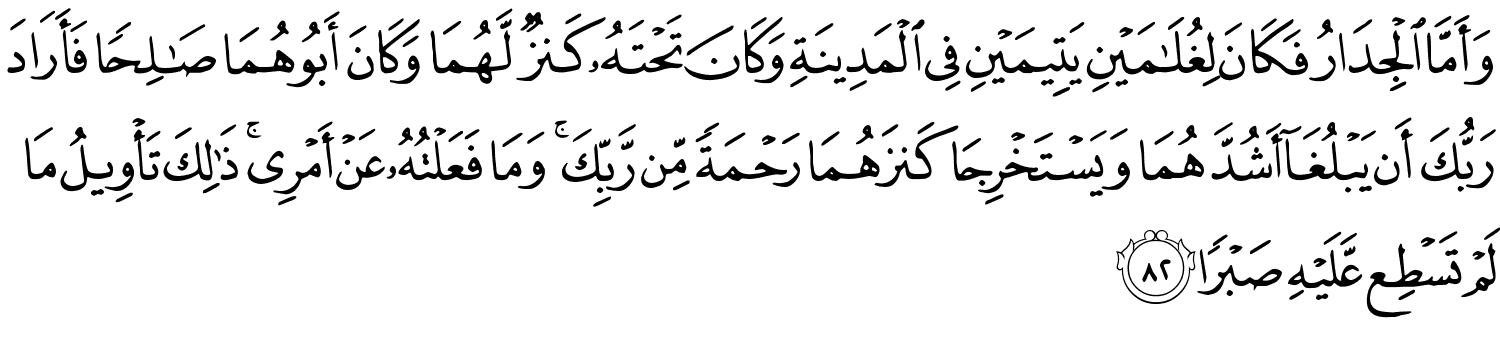 وَأَمَّا ٱلْجِدَارُ فَكَانَ لِغُلَـٰمَيْنِ يَتِيمَيْنِ فِى ٱلْمَدِينَةِ وَكَانَ تَحْتَهُۥ كَنزٌ لَّهُمَا وَكَانَ أَبُوهُمَا صَـٰلِحًا فَأَرَادَ
رَبُّكَ أَن يَبْلُغَآ أَشُدَّهُمَا وَيَسْتَخْرِجَا كَنزَهُمَا رَحْمَةً مِّن رَّبِّكَ ۚ وَمَا فَعَلْتُهُۥ عَنْ أَمْرِى ۚ ذَٰلِكَ تَأْوِيلُ مَا
لَمْ تَسْطِع عَّلَيْهِ صَبْرًا ۝٨٢